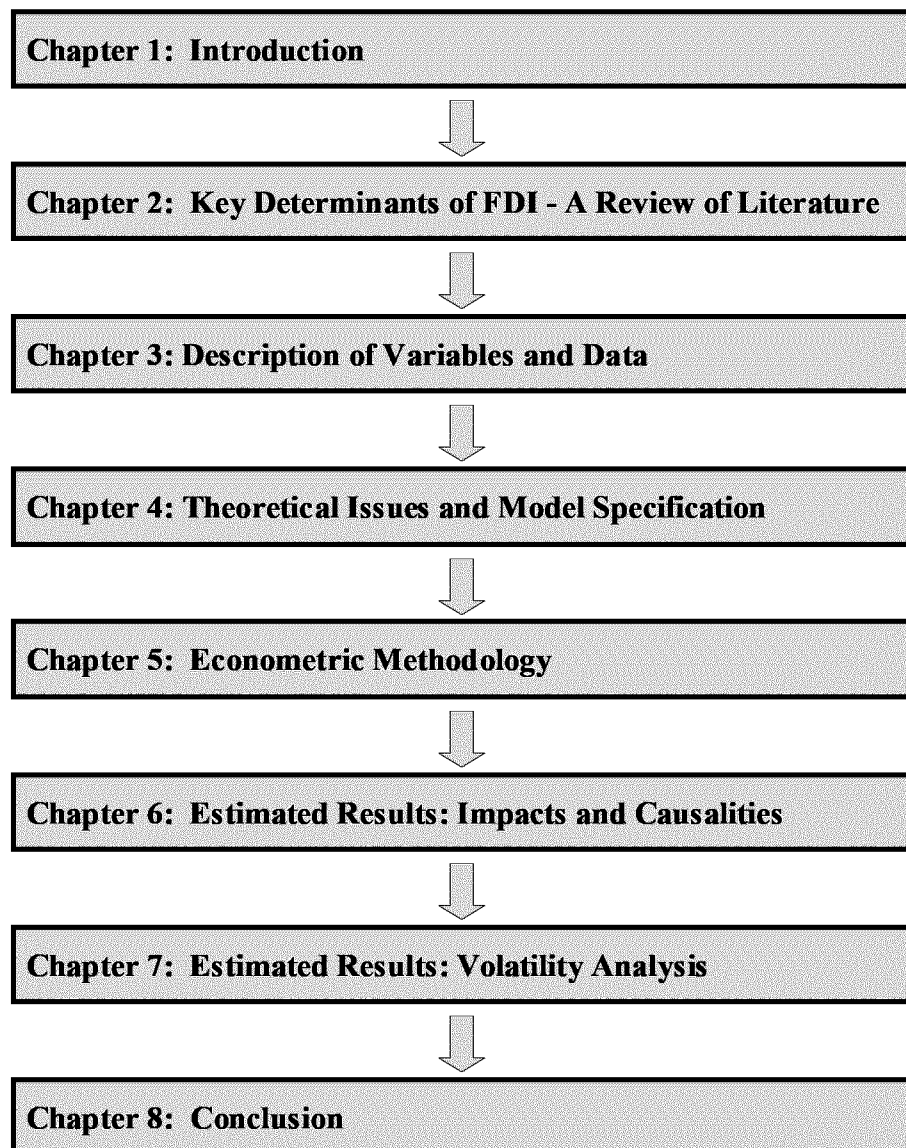 Chapter 1: Introduction
Chapter 2: Key Determinants of FDI - A Review of Literature
Chapter 3: Description of Variables and Data
Chapter 4: Theoretical Issues and Model Specification
Chapter 5: Econometric Methodology
Chapter 6: Estimated Results: Impacts and Causalities
Chapter 7: Estimated Results: Volatility Analysis
Chapter 8: Conclusion